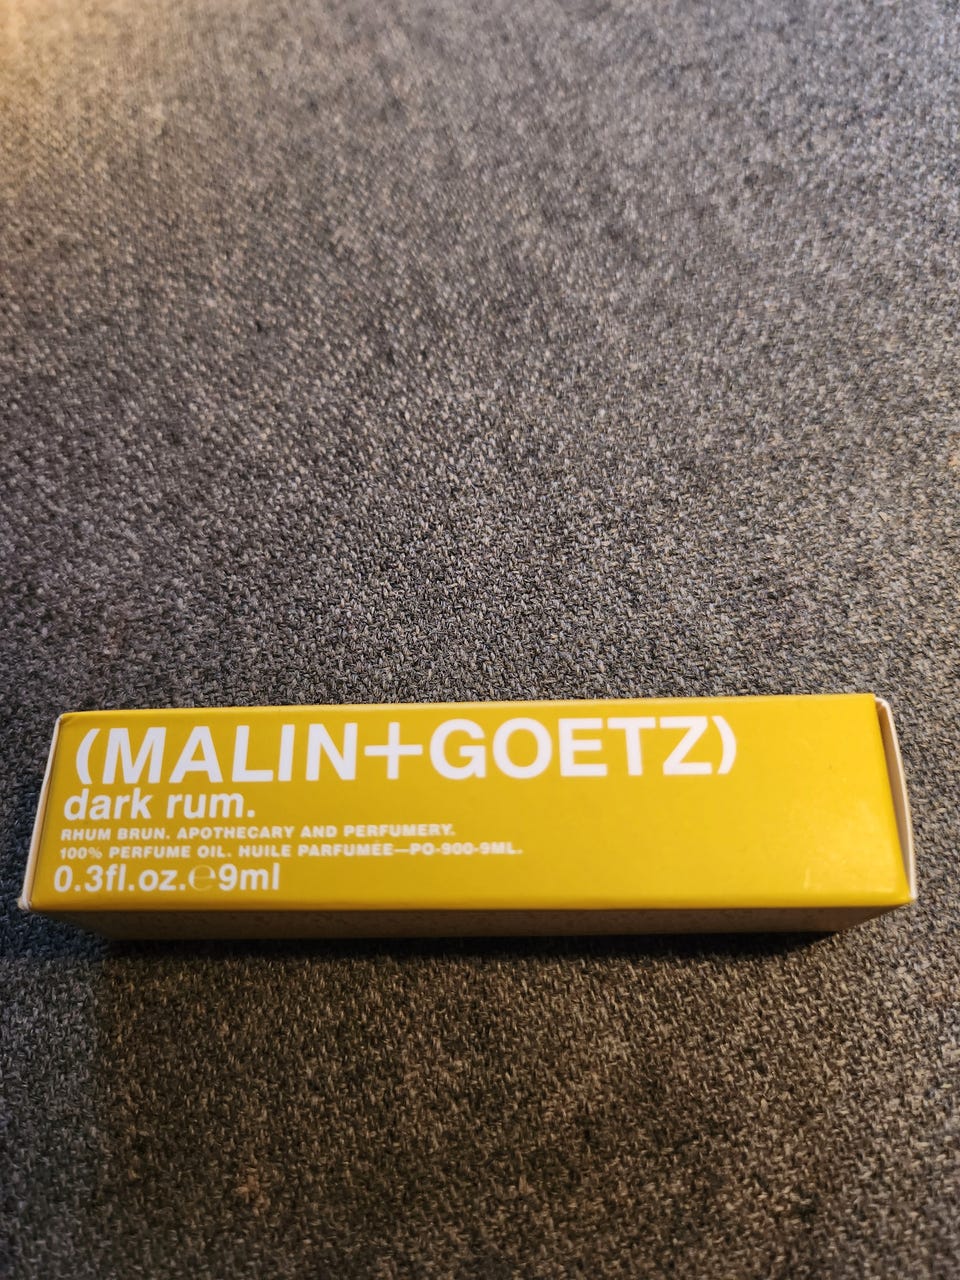 (MALIN+GOETZ)
dark rum.
RHUM BRUN. APOTHECARY AND PERFUMERY.
100% PERFUME OIL. HUILE PARFUMÉE—PO-900-9ML.
0.3fl.oz.℮9ml